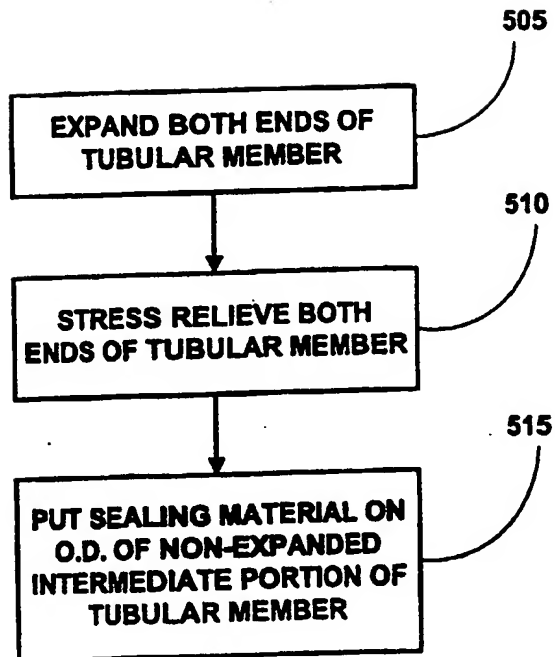 505
EXPAND BOTH ENDS OF
TUBULAR MEMBER
510
STRESS RELIEVE BOTH
ENDS OF TUBULAR MEMBER
515
PUT SEALING MATERIAL ON
O.D. OF NON-EXPANDED
INTERMEDIATE PORTION OF
TUBULAR MEMBER